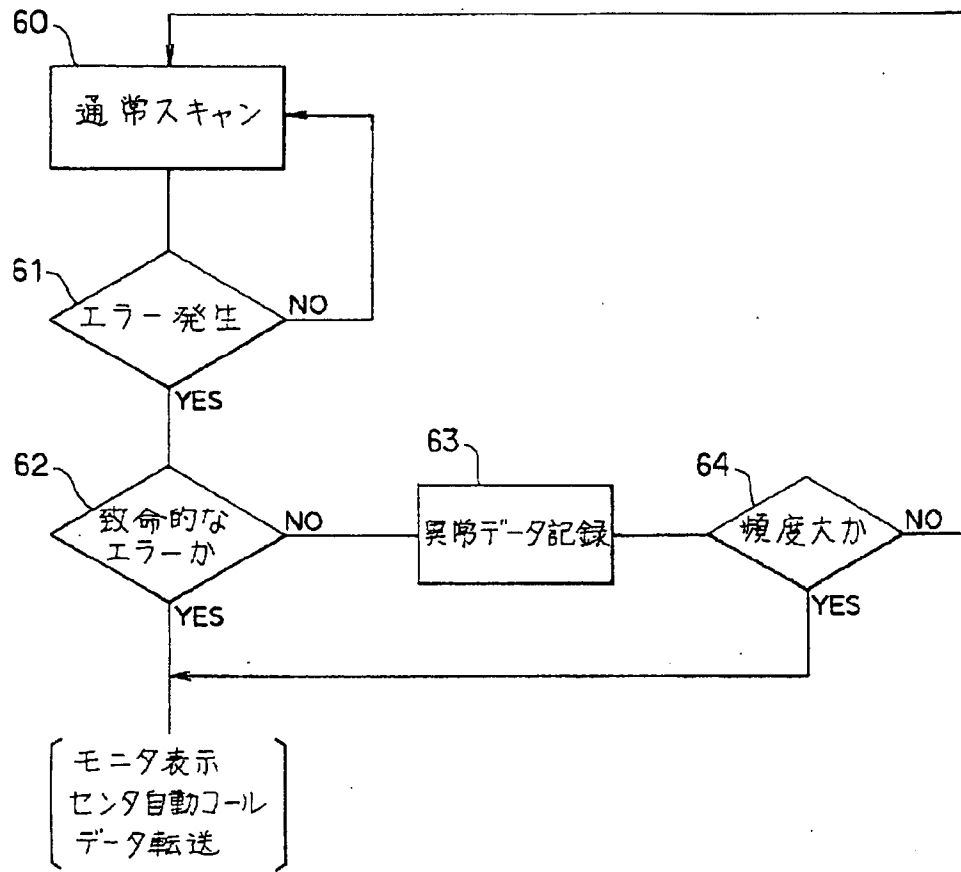 60
通常スキャン
61
エラー発生
NO
YES
62
致命的な
エラーか
NO
YES
63
異常データ記録
64
頻度大か
NO
YES
モニタ表示
センタ自動コール
データ転送